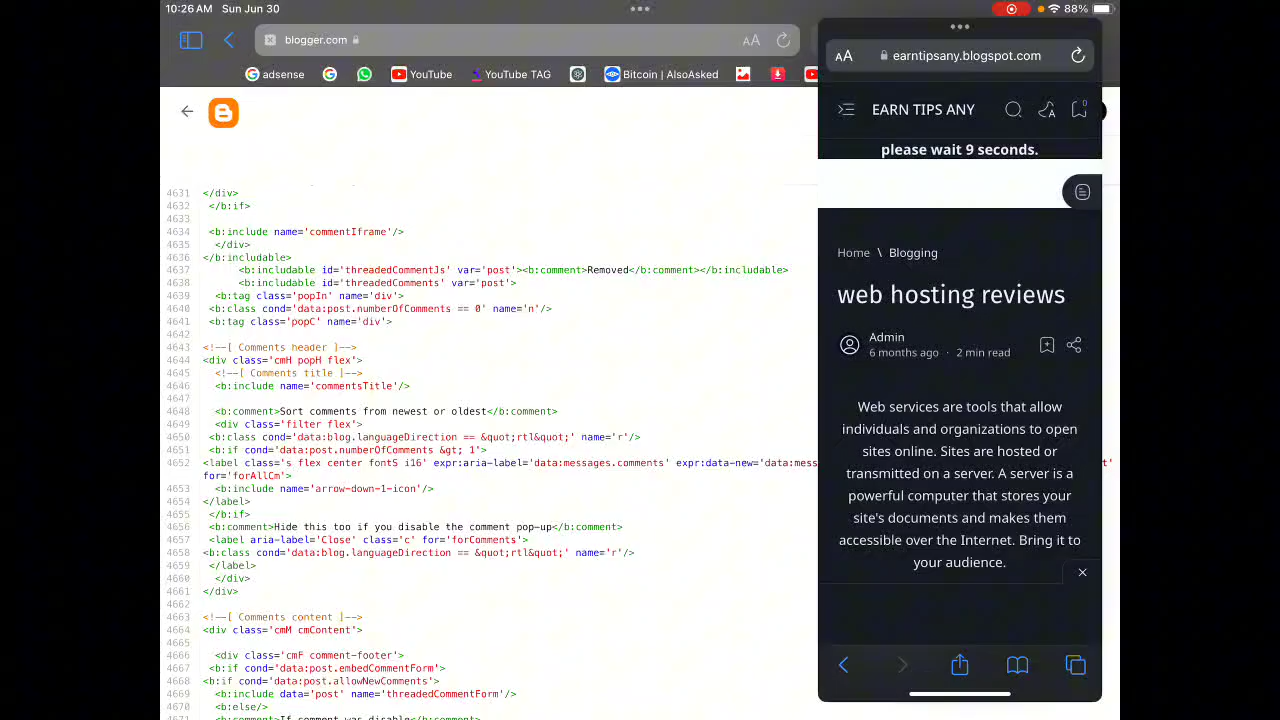 10:26 AM Sun Jun 30
88%
blogger.com
AA
adsense
YouTube
YouTube TAG
Bitcoin | AlsoAsked
4631 </div>
4632 </b:if>
4633
4634 <b:include name='commentIframe'/>
4635 </div>
4636 </b:includable>
4637 <b:includable id='threadedCommentJs' var='post'><b:comment>Removed</b:comment></b:includable>
4638 <b:includable id='threadedComments' var='post'>
4639 <b:tag class='popIn' name='div'>
4640 <b:class cond='data:post.numberOfComments == 0' name='n'/>
4641 <b:tag class='popC' name='div'>
4642
4643 <!--[ Comments header ]-->
4644 <div class='cmH popH flex'>
4645 <!--[ Comments title ]-->
4646 <b:include name='commentsTitle'/>
4647
4648 <b:comment>Sort comments from newest or oldest</b:comment>
4649 <div class='filter flex'>
4650 <b:class cond='data:blog.languageDirection == &quot;rtl&quot;' name='r'/>
4651 <b:if cond='data:post.numberOfComments &gt; 1'>
4652 <label class='s flex center fontS i16' expr:aria-label='data:messages.comments' expr:data-new='data:mess
for='forAllCm'>
4653 <b:include name='arrow-down-1-icon'/>
4654 </label>
4655 </b:if>
4656 <b:comment>Hide this too if you disable the comment pop-up</b:comment>
4657 <label aria-label='Close' class='c' for='forComments'>
4658 <b:class cond='data:blog.languageDirection == &quot;rtl&quot;' name='r'/>
4659 </label>
4660 </div>
4661 </div>
4662
4663 <!--[ Comments content ]-->
4664 <div class='cmM cmContent'>
4665
4666 <div class='cmF comment-footer'>
4667 <b:if cond='data:post.embedCommentForm'>
4668 <b:if cond='data:post.allowNewComments'>
4669 <b:include data='post' name='threadedCommentForm'/>
4670 <b:else/>
4671 <b:comment>If comment was disable</b:comment>
AA earntipsany.blogspot.com
EARN TIPS ANY
A
0
please wait 9 seconds.
Home \ Blogging
web hosting reviews
Admin
6 months ago · 2 min read
Web services are tools that allow
individuals and organizations to open
sites online. Sites are hosted or
transmitted on a server. A server is a
powerful computer that stores your
site's documents and makes them
accessible over the Internet. Bring it to
your audience.